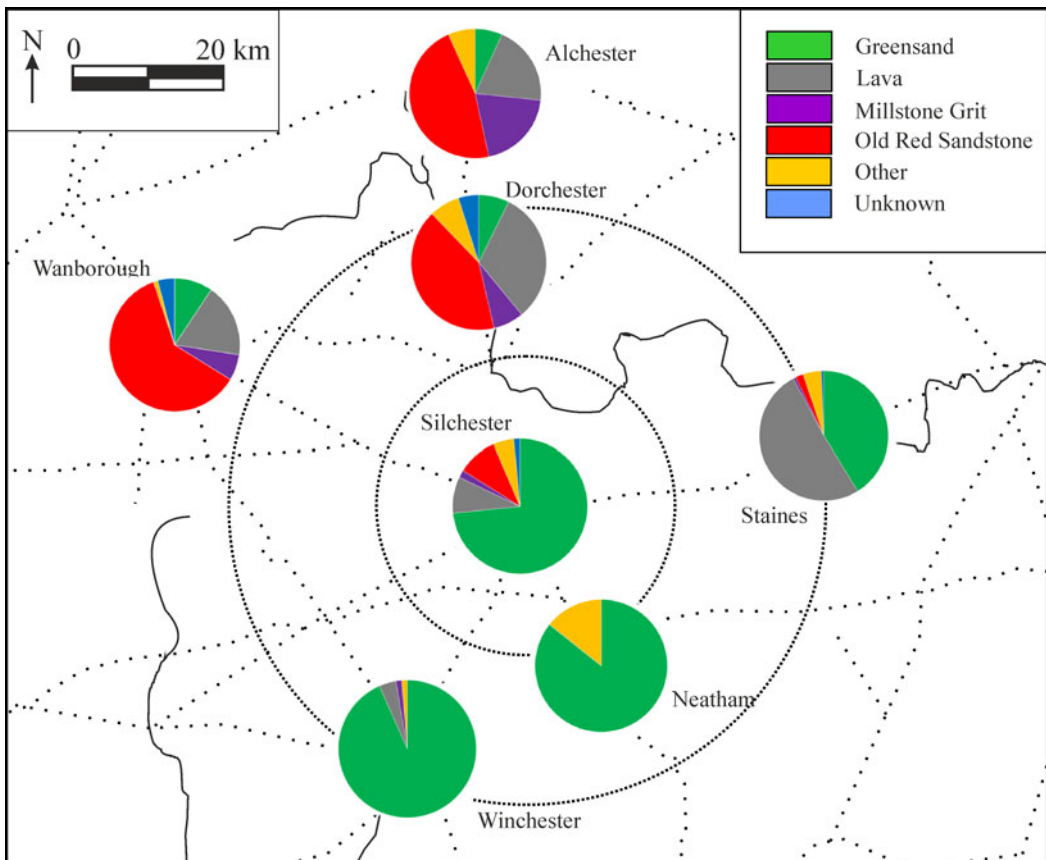 N
0 20 km
Alchester
Greensand
Lava
Millstone Grit
Old Red Sandstone
Other
Unknown
Dorchester
Wanborough
Silchester
Staines
Neatham
Winchester